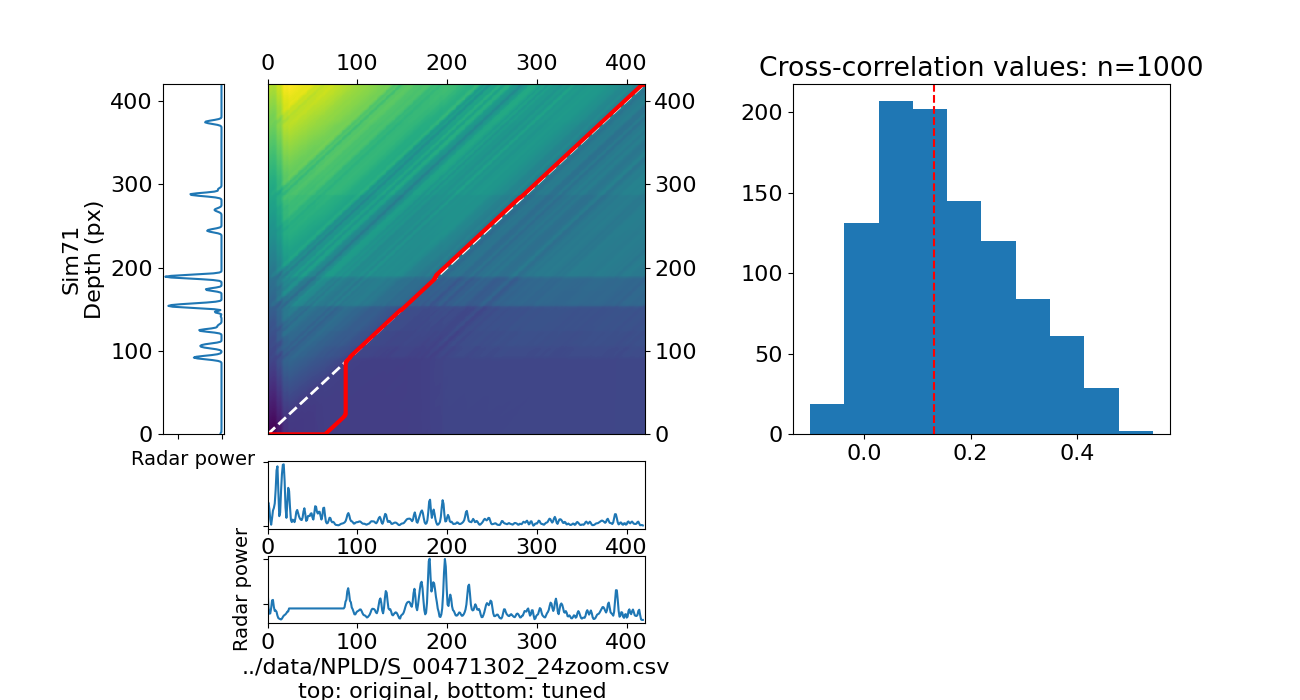 0 100 200 300 400
Cross-correlation values: n=1000
400
300
200
100
0
Sim71
Depth (px)
400
300
200
100
0
200
150
100
50
0
0.0 0.2 0.4
Radar power
0 100 200 300 400
Radar power
0 100 200 300 400
../data/NPLD/S_00471302_24zoom.csv
top: original, bottom: tuned